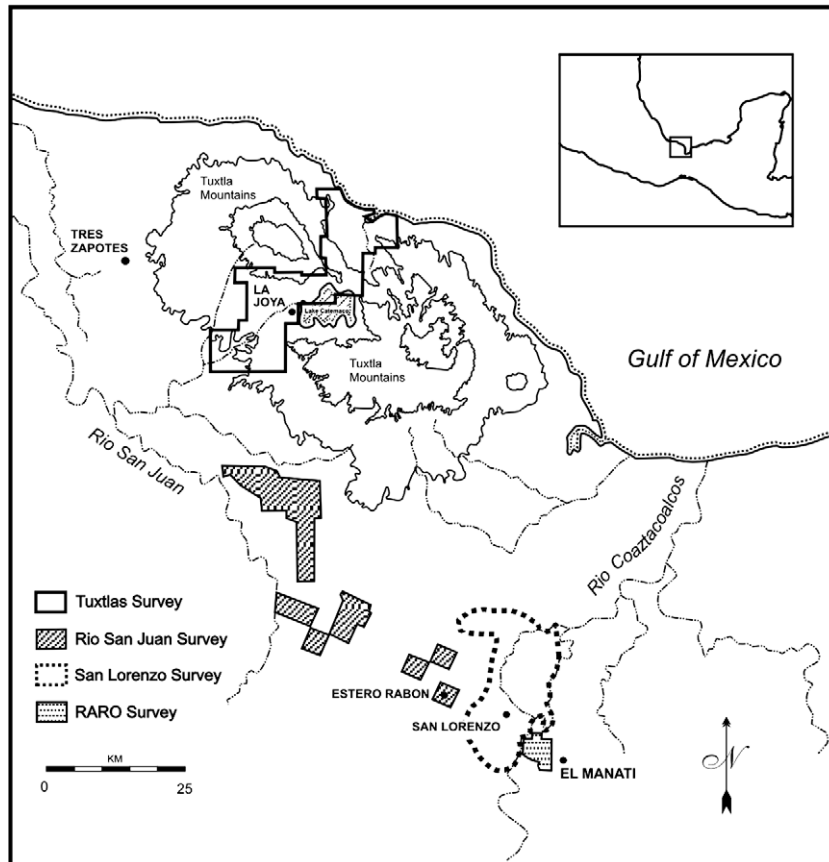 Tuxtla
Mountains
TRES
ZAPOTES
LA
JOYA
Lake Catemaco
Tuxtla
Mountains
Gulf of Mexico
Rio San Juan
Rio Coaztacoalcos
Tuxtlas Survey
Rio San Juan Survey
San Lorenzo Survey
RARO Survey
ESTERO RABON
SAN LORENZO
EL MANATI
KM
0 25
N